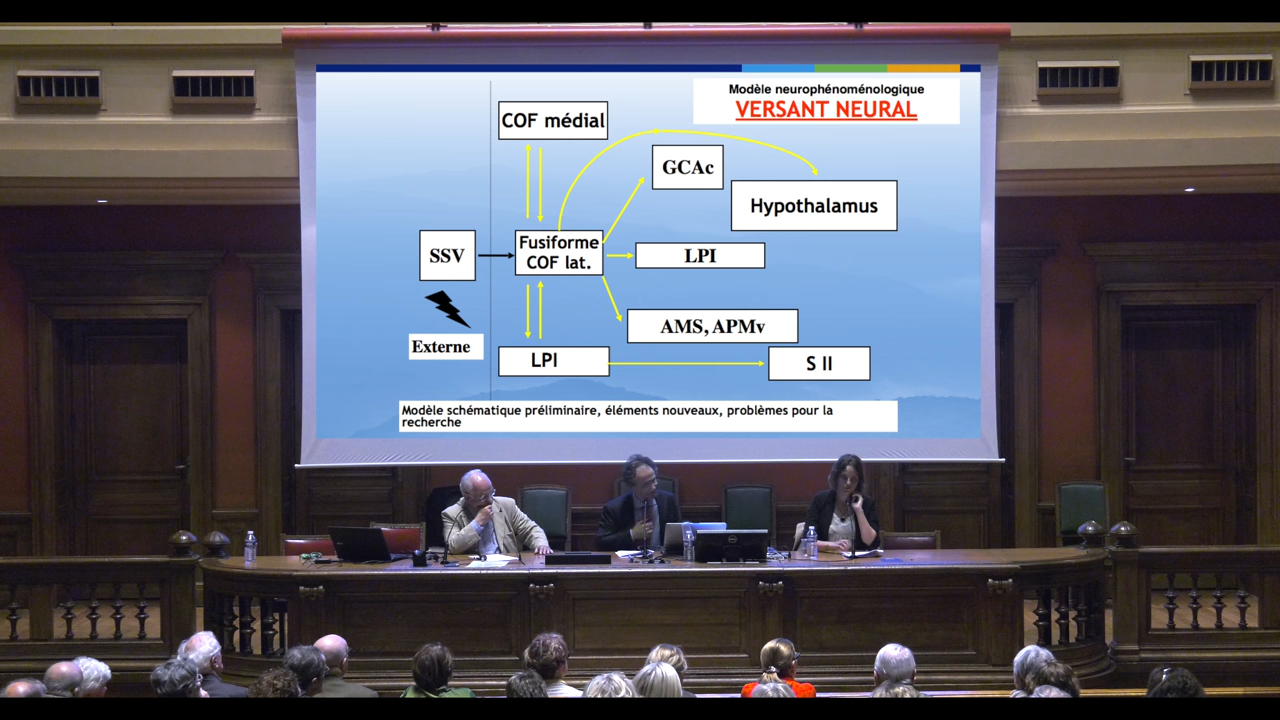 Modèle neurophénoménologique
VERSANT NEURAL
COF médial
GCAc
Hypothalamus
SSV
Fusiforme
COF lat.
LPI
AMS, APMv
Externe
LPI
S II
Modèle schématique préliminaire, éléments nouveaux, problèmes pour la
recherche